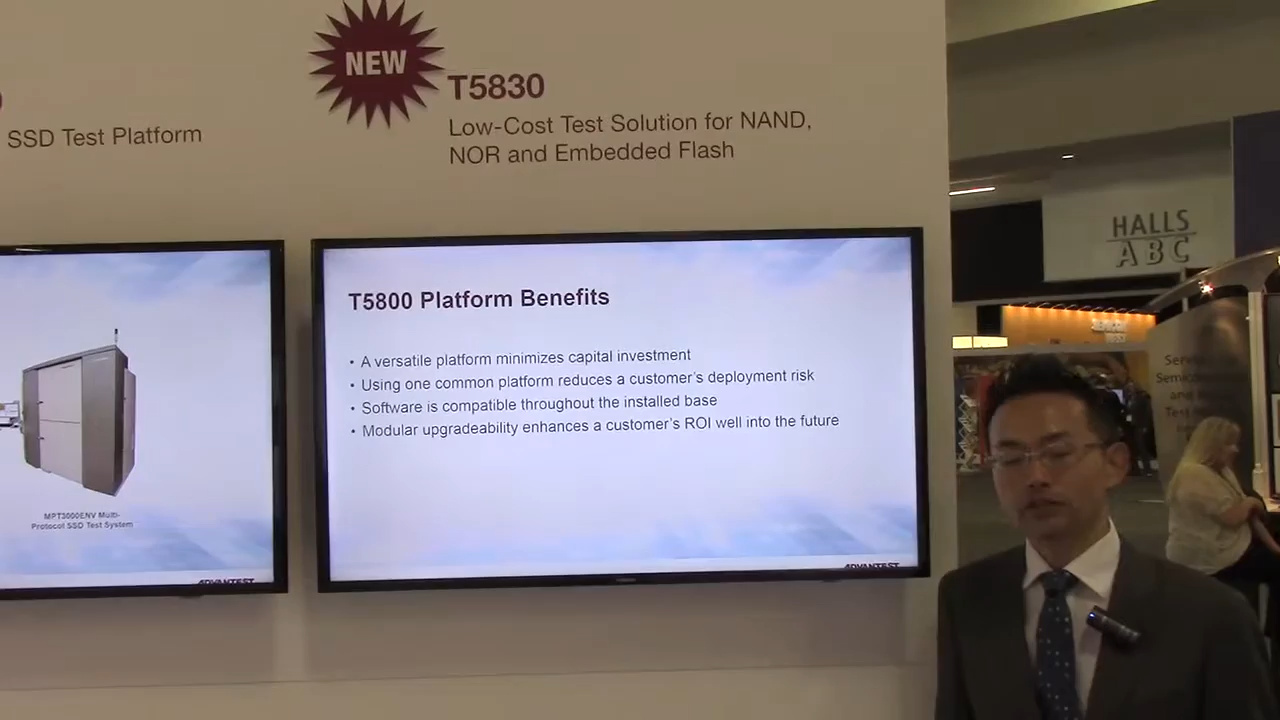 NEW
T5830
Low-Cost Test Solution for NAND,
NOR and Embedded Flash
SSD Test Platform
HALLS
ABC
T5800 Platform Benefits
• A versatile platform minimizes capital investment
• Using one common platform reduces a customer's deployment risk
• Software is compatible throughout the installed base
• Modular upgradeability enhances a customer's ROI well into the future
ADVANTEST
MPT3000ENV Multi-
Protocol SSD Test System
ADVANTEST